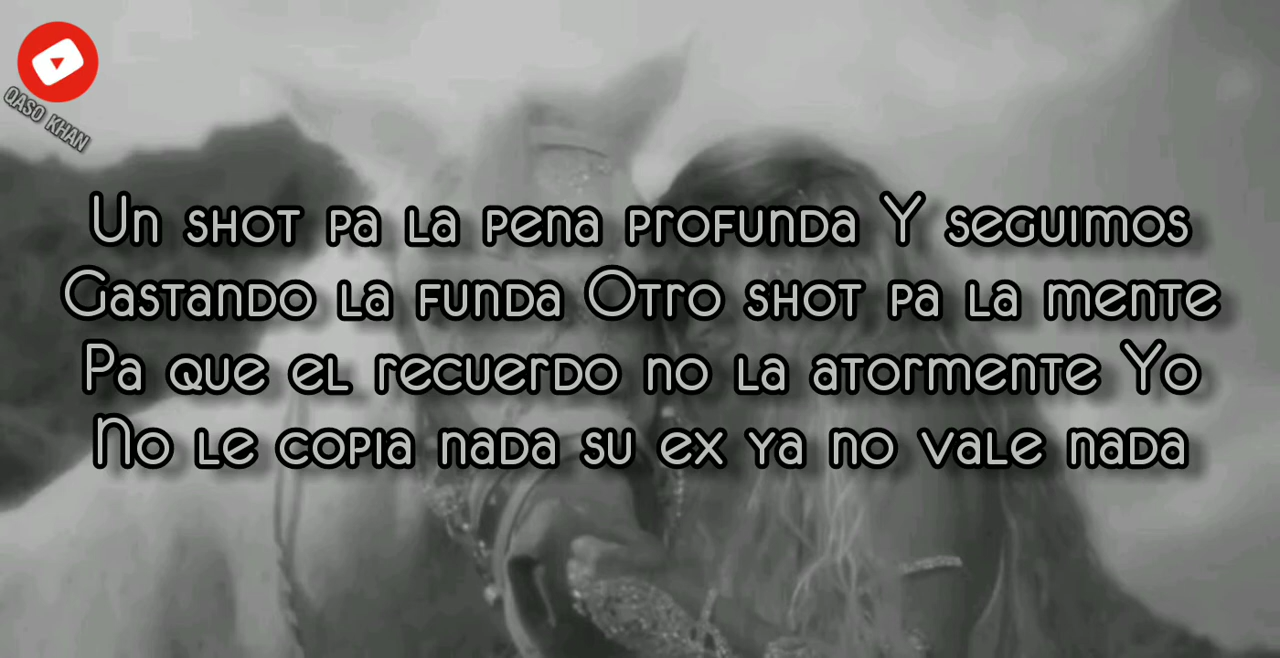 QASO KHAN
Un shot pa la pena profunda Y seguimos
Gastando la funda Otro shot pa la mente
Pa que el recuerdo no la atormente Yo
No le copia nada su ex ya no vale nada